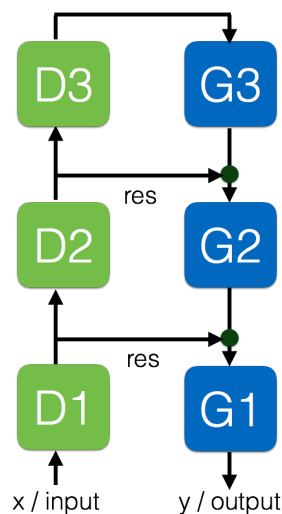 D3 G3
res
D2 G2
res
D1 G1
x / input y / output